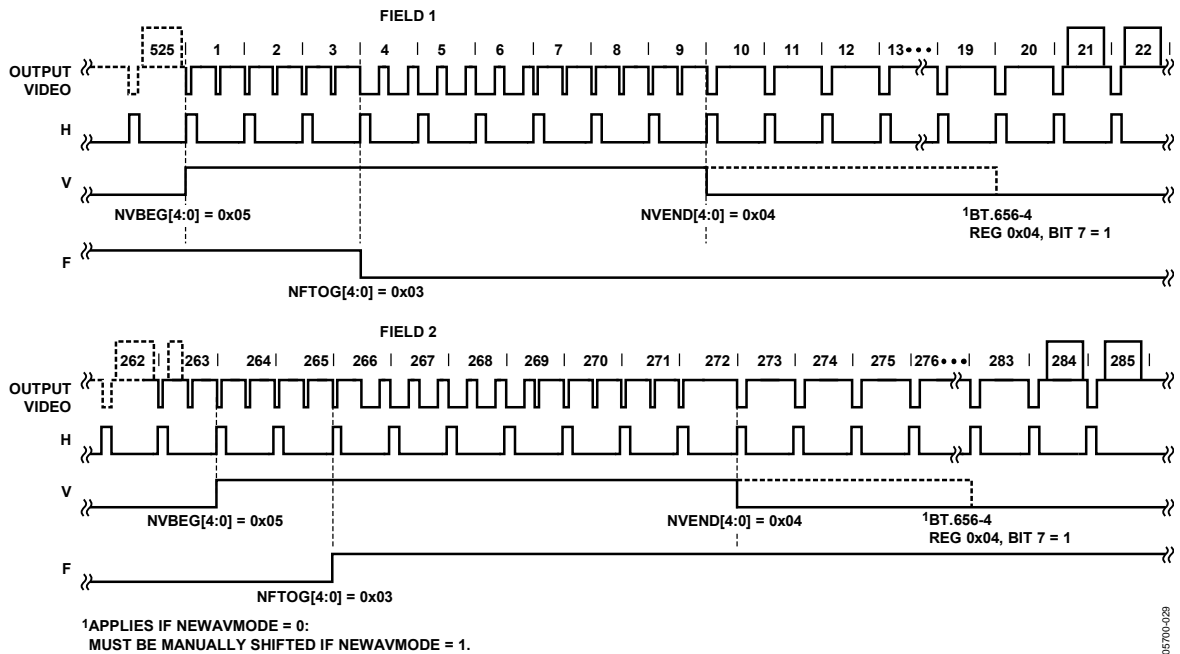 FIELD 1
525 1 2 3 4 5 6 7 8 9 10 11 12 13••• 19 20 21 22
OUTPUT
VIDEO
H
V
NVBEG[4:0] = 0x05
NVEND[4:0] = 0x04
1BT.656-4
REG 0x04, BIT 7 = 1
F
NFTOG[4:0] = 0x03
FIELD 2
262 263 264 265 266 267 268 269 270 271 272 273 274 275 276••• 283 284 285
OUTPUT
VIDEO
H
V
NVBEG[4:0] = 0x05
NVEND[4:0] = 0x04
1BT.656-4
REG 0x04, BIT 7 = 1
F
NFTOG[4:0] = 0x03
1APPLIES IF NEWAVMODE = 0:
MUST BE MANUALLY SHIFTED IF NEWAVMODE = 1.
05700-029